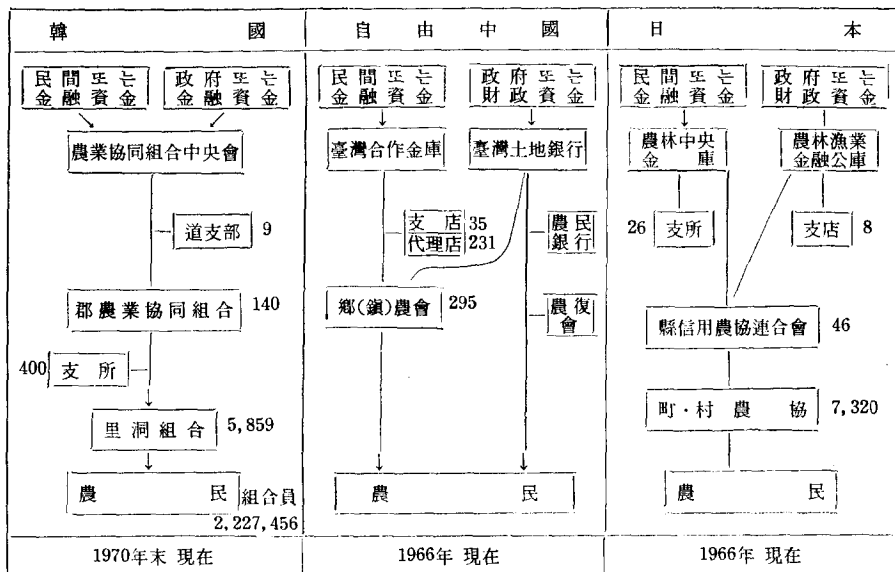 韓 國
民間또는
金融資金
政府또는
金融資金
農業協同組合中央會
道支部 9
郡農業協同組合 140
400 支所
里洞組合 5,859
農 民 組合員
2,227,456
1970年末 現在
自 由 中 國
民間또는
金融資金
政府또는
財政資金
臺灣合作金庫
臺灣土地銀行
支店 35
代理店 231
農民
銀行
鄕(鎭)農會 295
農復
會
農 民
1966年 現在
日 本
民間또는
金融資金
政府또는
財政資金
農林中央
金庫
農林漁業
金融公庫
26 支所
支店 8
縣信用農協連合會 46
町・村農協 7,320
農 民
1966年 現在